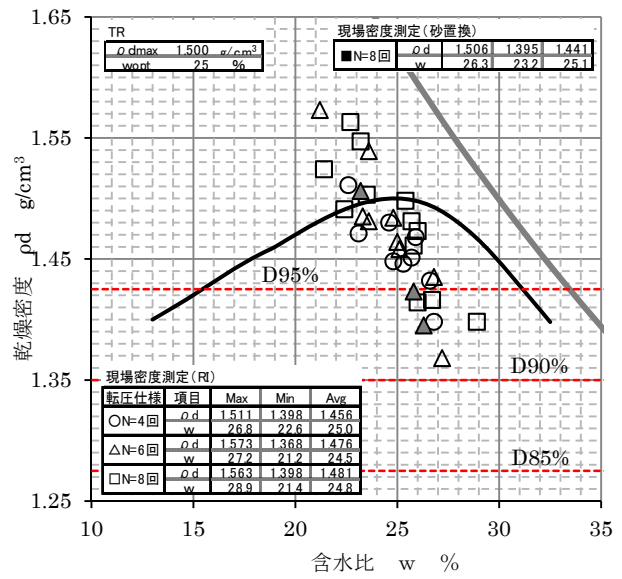 TR
ρdmax 1.500 g/cm³
wopt 25 %
現場密度測定(砂置換)
■N=8回 ρd 1.506 1.395 1.441
w 26.3 23.2 25.1
1.65
1.55
1.45
1.35
1.25
乾燥密度 ρd g/cm³
D95%
D90%
D85%
現場密度測定(RI)
転圧仕様 項目 Max Min Avg
○N=4回 ρd 1.511 1.398 1.456
w 26.8 22.6 25.0
△N=6回 ρd 1.573 1.368 1.476
w 27.2 21.2 24.5
□N=8回 ρd 1.563 1.398 1.481
w 28.9 21.4 24.8
10 15 20 25 30 35
含水比 w %